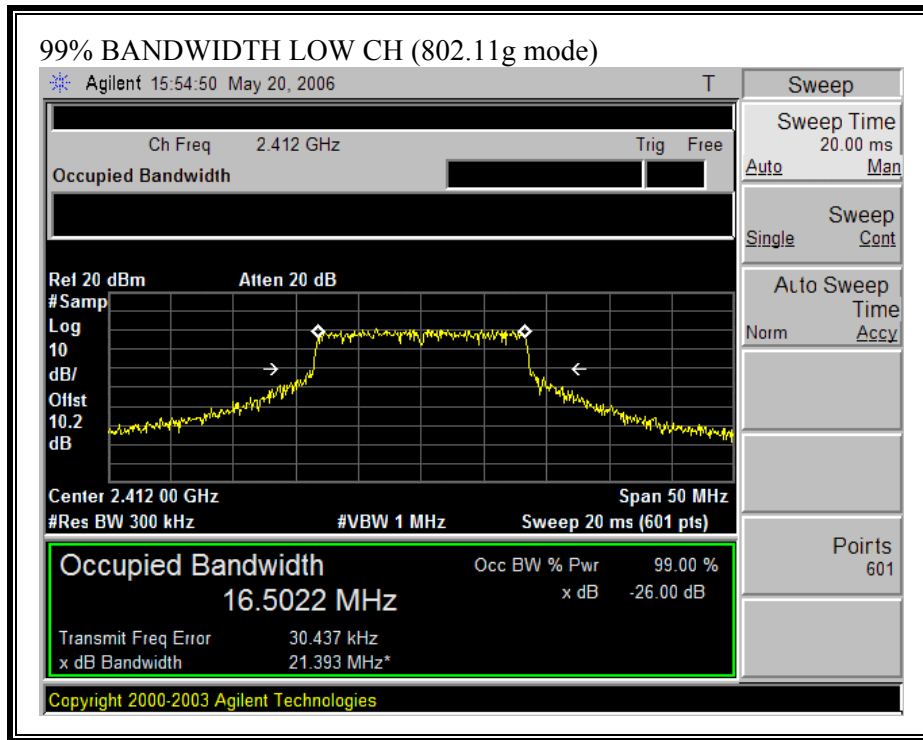 99% BANDWIDTH LOW CH (802.11g mode)
Agilent 15:54:50 May 20, 2006 T
Sweep
Ch Freq 2.412 GHz Trig Free
Occupied Bandwidth
Sweep Time
20.00 ms
Auto Man
Sweep
Single Cont
Auto Sweep
Time
Norm Accy
Points
601
Ref 20 dBm Atten 20 dB
#Samp
Log
10
dB/
Offst
10.2
dB
Center 2.412 00 GHz Span 50 MHz
#Res BW 300 kHz #VBW 1 MHz Sweep 20 ms (601 pts)
Occupied Bandwidth
16.5022 MHz
Occ BW % Pwr 99.00 %
x dB -26.00 dB
Transmit Freq Error 30.437 kHz
x dB Bandwidth 21.393 MHz*
Copyright 2000-2003 Agilent Technologies